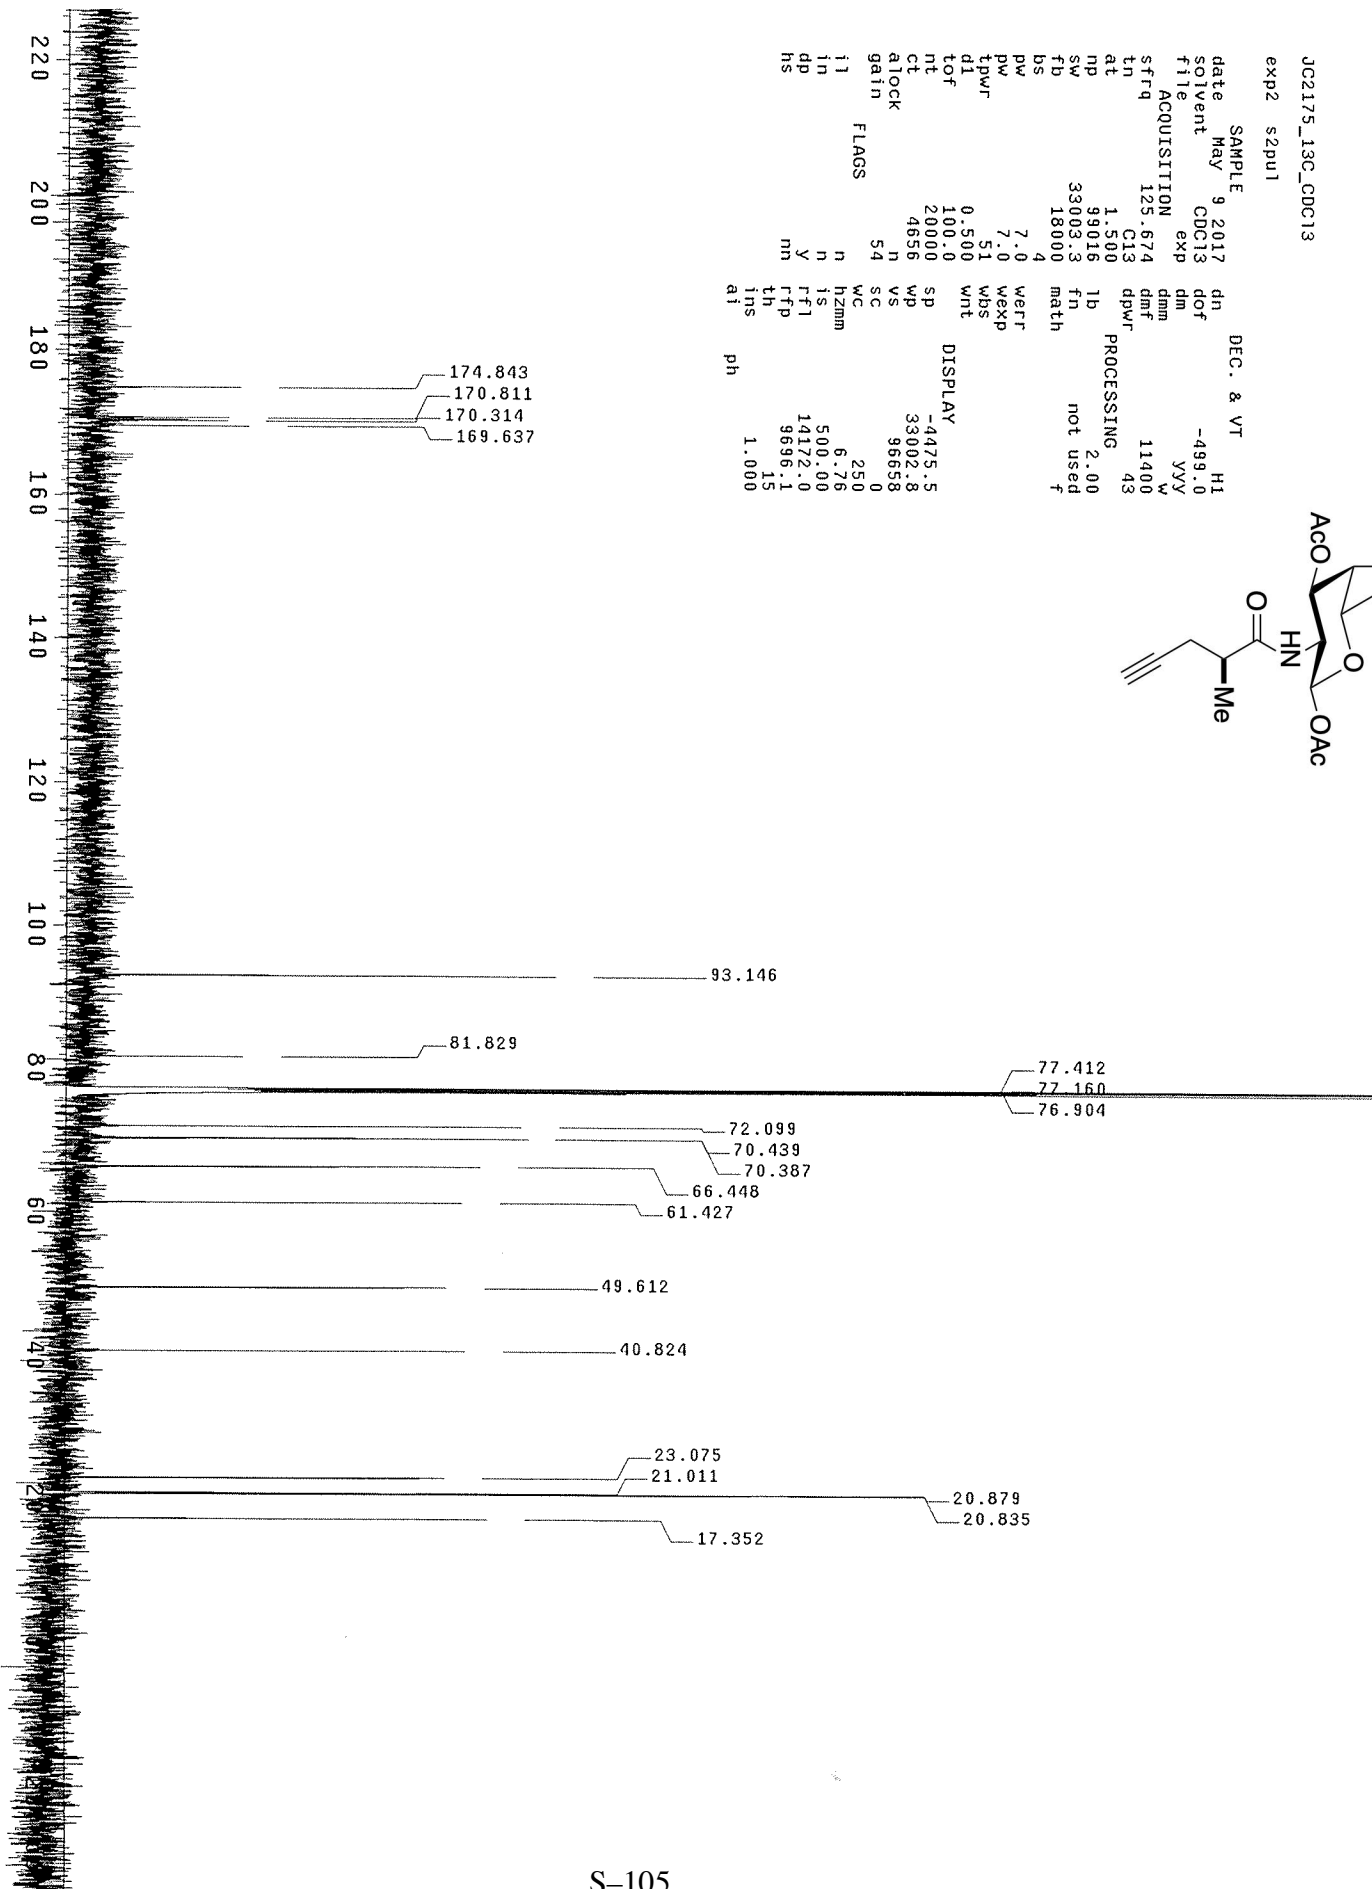 JC2175_13C_CDCl3
exp2 s2pul
SAMPLE
date May 9 2017
solvent CDCl3
file exp
ACQUISITION
sfrq 125.674
tn C13
at 1.500
np 99016
sw 33003.3
fb 18000
bs 4
pw 7.0
pw 7.0
tpwr 51
d1 0.500
tof 100.0
nt 20000
ct 4656
alock n
gain 54
FLAGS
il n
in n
dp y
hs nn
DEC. & VT
dn H1
dof -499.0
dm yyy
dmm w
dmf 11400
dpwr 43
PROCESSING
lb 2.00
fn not used
math f
werr
wexp
wbs
wnt
DISPLAY
sp -4475.5
wp 33002.8
vs 96658
sc 0
wc 250
hzmm 6.76
is 500.00
rfl 14172.0
rfp 9696.1
th 15
ins 1.000
ai ph
AcO
O
OAc
HN
O
Me
174.843
170.811
170.314
169.637
93.146
81.829
77.412
77.160
76.904
72.099
70.439
70.387
66.448
61.427
49.612
40.824
23.075
21.011
20.879
20.835
17.352
220
200
180
160
140
120
100
80
60
40
20
S–105